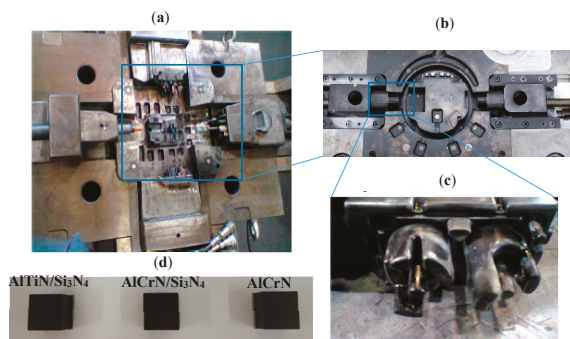 (a)
(b)
(c)
(d)
AlTiN/Si₃N₄ AlCrN/Si₃N₄ AlCrN